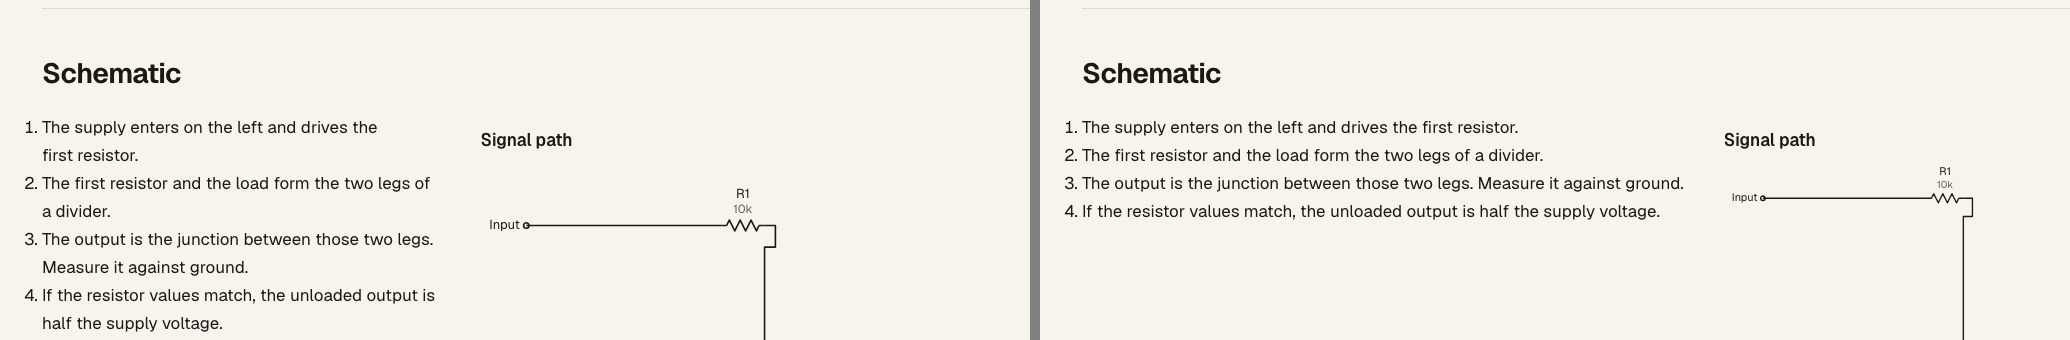 Schematic
1. The supply enters on the left and drives the
first resistor.
2. The first resistor and the load form the two legs of
a divider.
3. The output is the junction between those two legs.
Measure it against ground.
4. If the resistor values match, the unloaded output is
half the supply voltage.
Signal path
R1
10k
Input
Schematic
1. The supply enters on the left and drives the first resistor.
2. The first resistor and the load form the two legs of a divider.
3. The output is the junction between those two legs. Measure it against ground.
4. If the resistor values match, the unloaded output is half the supply voltage.
Signal path
R1
10k
Input